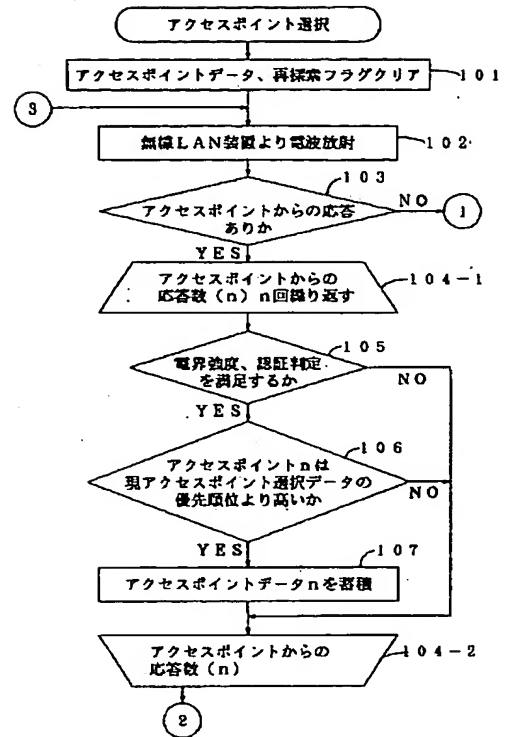 アクセスポイント選択
アクセスポイントデータ、再探索フラグクリア
101
3
無線LAN装置より電波放射
102
103
アクセスポイントからの応答
ありか
NO
1
YES
アクセスポイントからの
応答数(n)n回繰り返す
104-1
105
電界強度、認証判定
を満足するか
NO
YES
106
アクセスポイントnは
現アクセスポイント選択データの
優先順位より高いか
NO
YES
107
アクセスポイントデータnを蓄積
アクセスポイントからの
応答数(n)
104-2
2